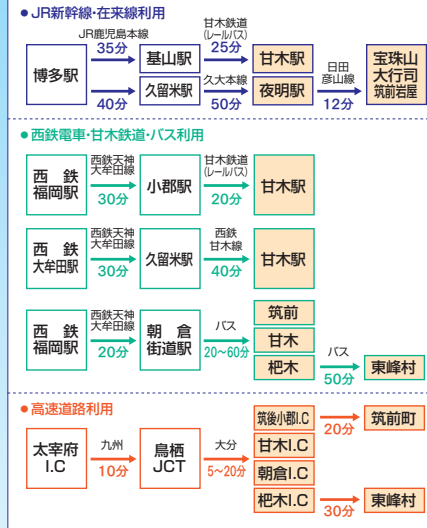 ●JR新幹線・在来線利用
JR鹿児島本線
甘木鉄道
(レールバス)
35分
25分
博多駅
基山駅
甘木駅
久留米駅
久大本線
夜明駅
日田
彦山線
宝珠山
大行司
筑前岩屋
40分
50分
12分
●西鉄電車・甘木鉄道・バス利用
西鉄
福岡駅
西鉄天神
大牟田線
30分
小郡駅
甘木鉄道
(レールバス)
20分
甘木駅
西鉄
大牟田駅
西鉄天神
大牟田線
30分
久留米駅
西鉄
甘木線
40分
甘木駅
西鉄
福岡駅
西鉄天神
大牟田線
20分
朝倉
街道駅
バス
20~60分
筑前
甘木
杷木
バス
50分
東峰村
●高速道路利用
太宰府
I.C
九州
10分
鳥栖
JCT
大分
5~20分
筑後小郡I.C
甘木I.C
朝倉I.C
杷木I.C
20分
筑前町
30分
東峰村